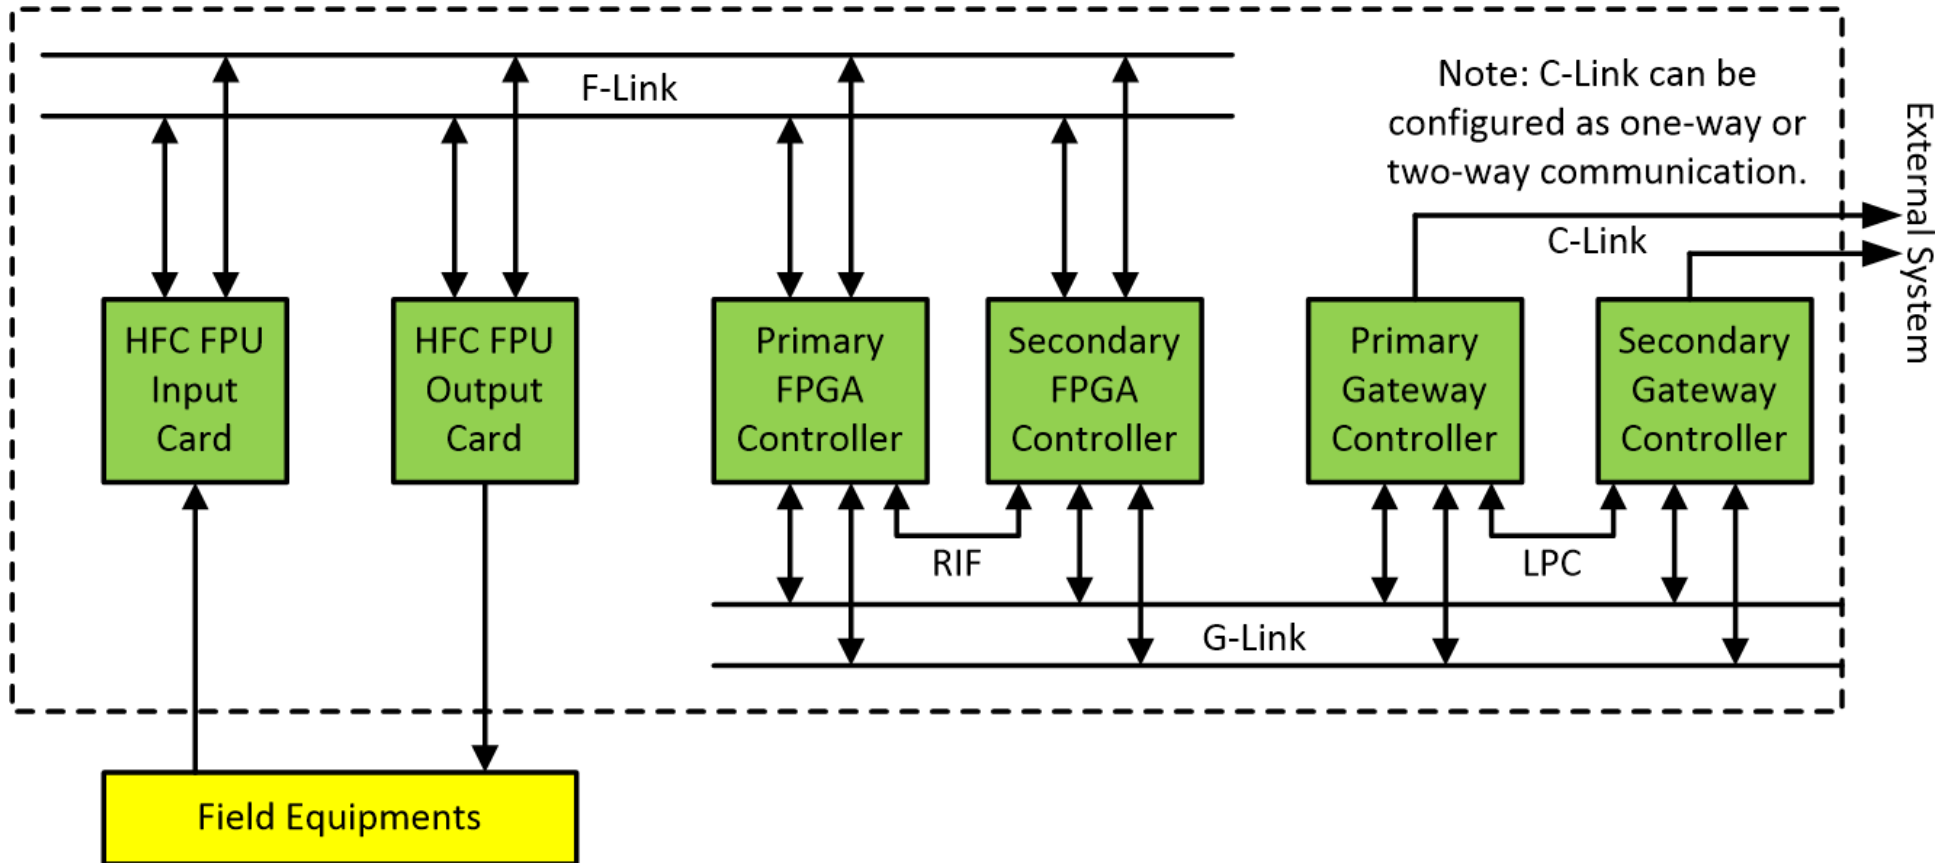 F-Link
Note: C-Link can be
configured as one-way or
two-way communication.
External System
C-Link
HFC FPU
Input
Card
HFC FPU
Output
Card
Primary
FPGA
Controller
Secondary
FPGA
Controller
Primary
Gateway
Controller
Secondary
Gateway
Controller
RIF
LPC
G-Link
Field Equipments